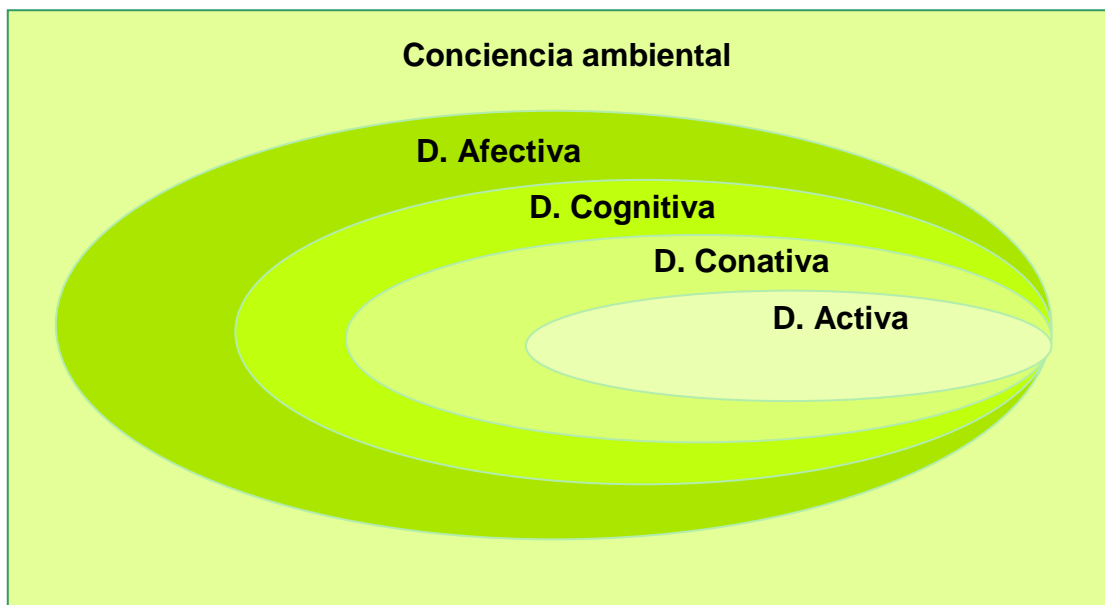 Conciencia ambiental
D. Afectiva
D. Cognitiva
D. Conativa
D. Activa